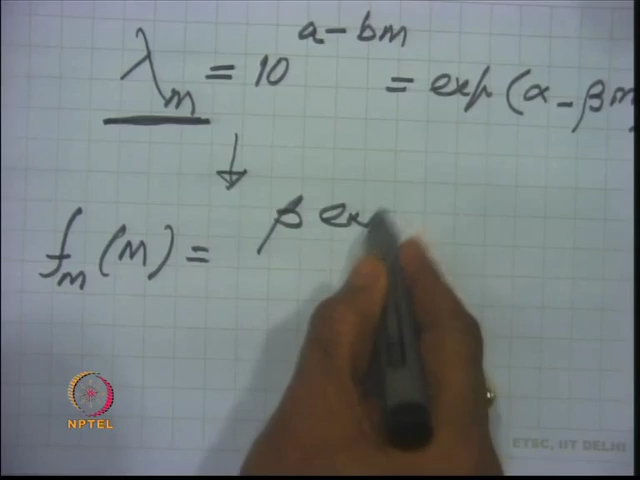 λm = 10^(a-bm) = exp(α-βm
↓
fm(m) = β ex
NPTEL
ETSC, IIT DELHI